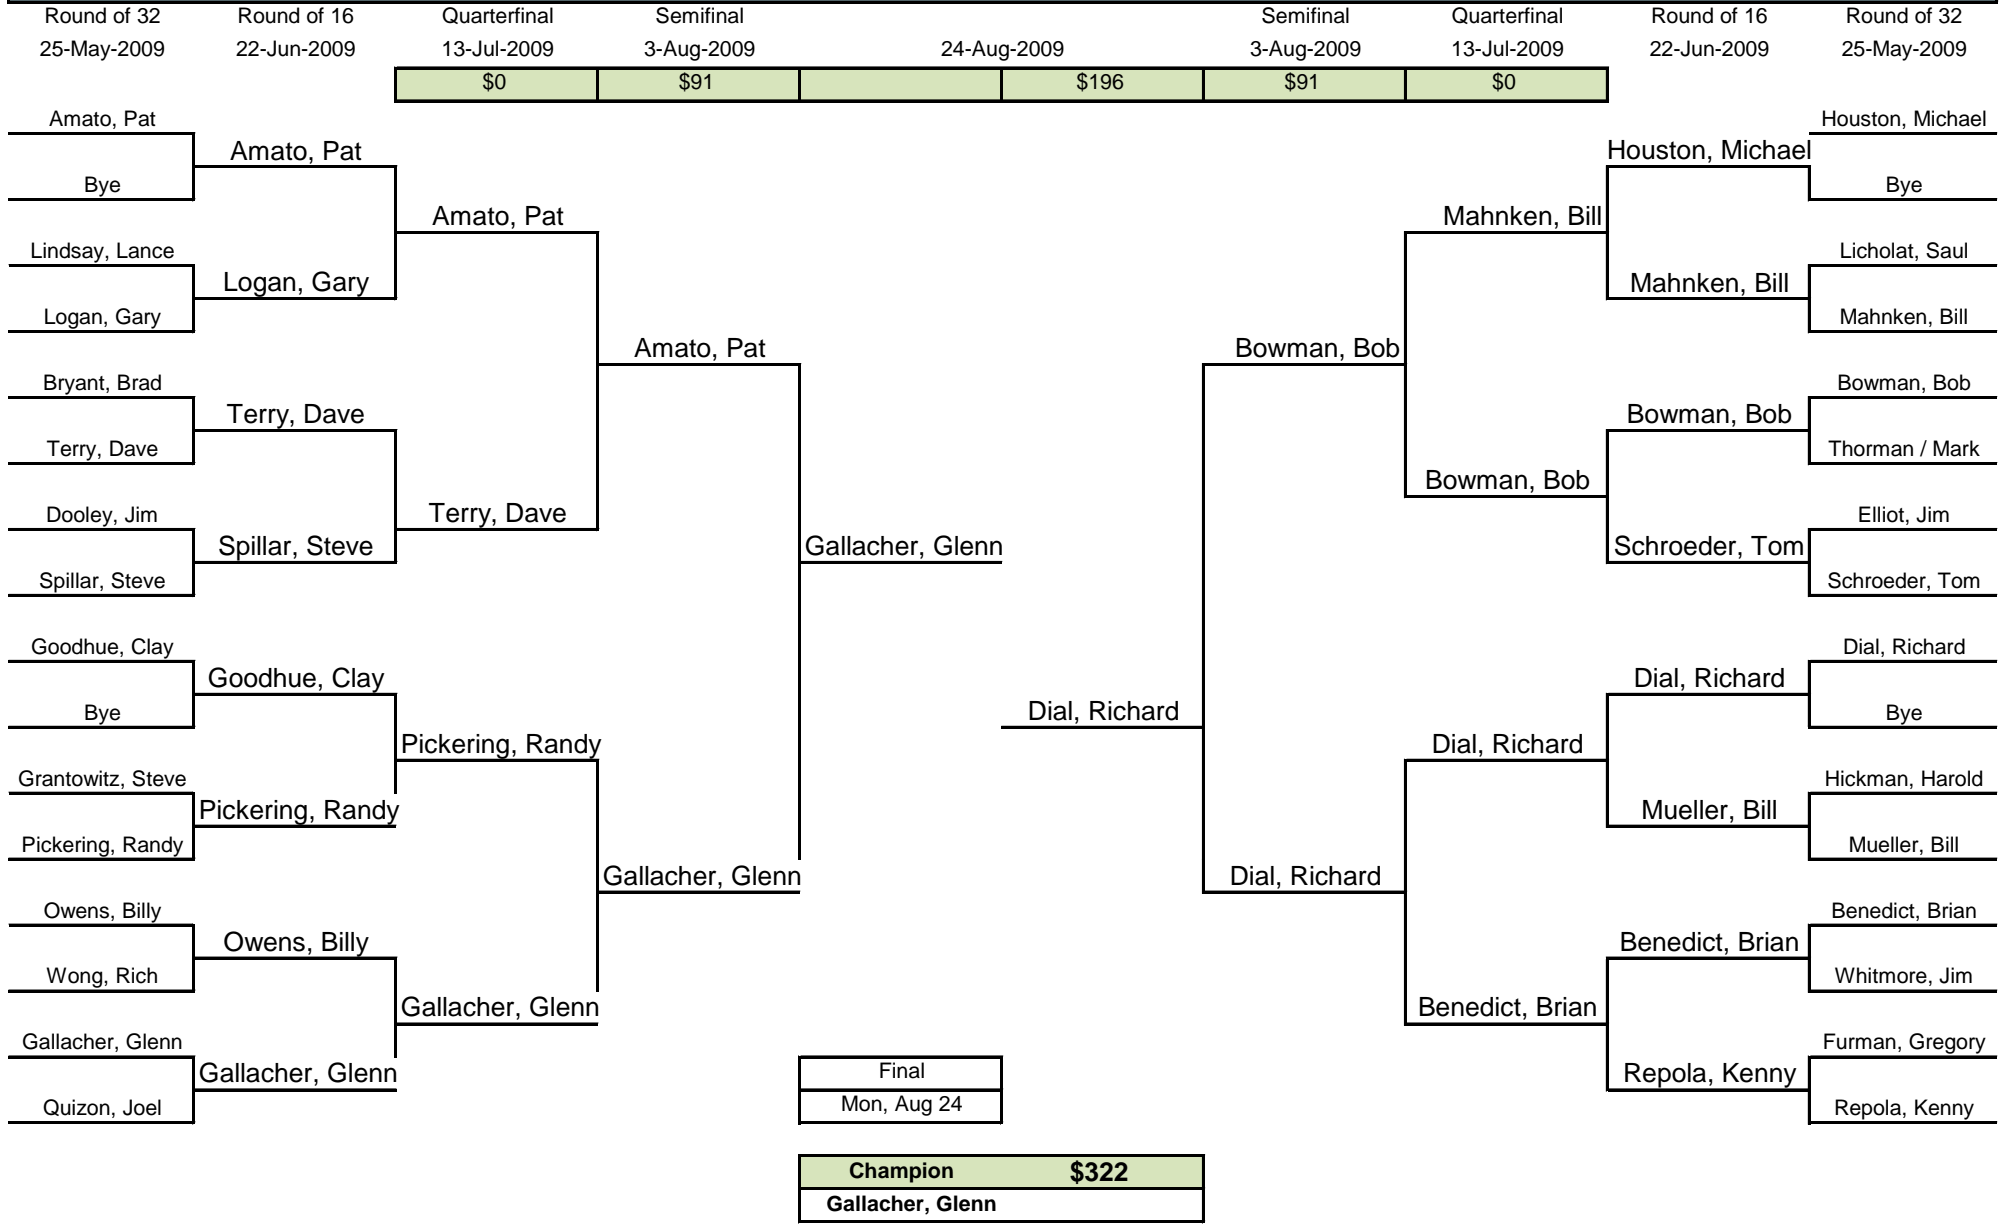 Round of 32 Round of 16 Quarterfinal Semifinal Semifinal Quarterfinal Round of 16 Round of 32
25-May-2009 22-Jun-2009 13-Jul-2009 3-Aug-2009 24-Aug-2009 3-Aug-2009 13-Jul-2009 22-Jun-2009 25-May-2009
$0 $91 $196 $91 $0
Amato, Pat Houston, Michael
Amato, Pat Houston, Michael
Bye Bye
Amato, Pat Mahnken, Bill
Lindsay, Lance Licholat, Saul
Logan, Gary Mahnken, Bill
Logan, Gary Mahnken, Bill
Amato, Pat Bowman, Bob
Bryant, Brad Bowman, Bob
Terry, Dave Bowman, Bob
Terry, Dave Thorman / Mark
Bowman, Bob
Dooley, Jim Terry, Dave Elliot, Jim
Spillar, Steve Gallacher, Glenn Schroeder, Tom
Spillar, Steve Schroeder, Tom
Goodhue, Clay Dial, Richard
Goodhue, Clay Dial, Richard
Bye Dial, Richard Bye
Pickering, Randy Dial, Richard
Grantowitz, Steve Hickman, Harold
Pickering, Randy Mueller, Bill
Pickering, Randy Mueller, Bill
Gallacher, Glenn Dial, Richard
Owens, Billy Benedict, Brian
Owens, Billy Benedict, Brian
Wong, Rich Whitmore, Jim
Gallacher, Glenn Benedict, Brian
Gallacher, Glenn Furman, Gregory
Gallacher, Glenn Final Repola, Kenny
Quizon, Joel Mon, Aug 24 Repola, Kenny
Champion $322
Gallacher, Glenn